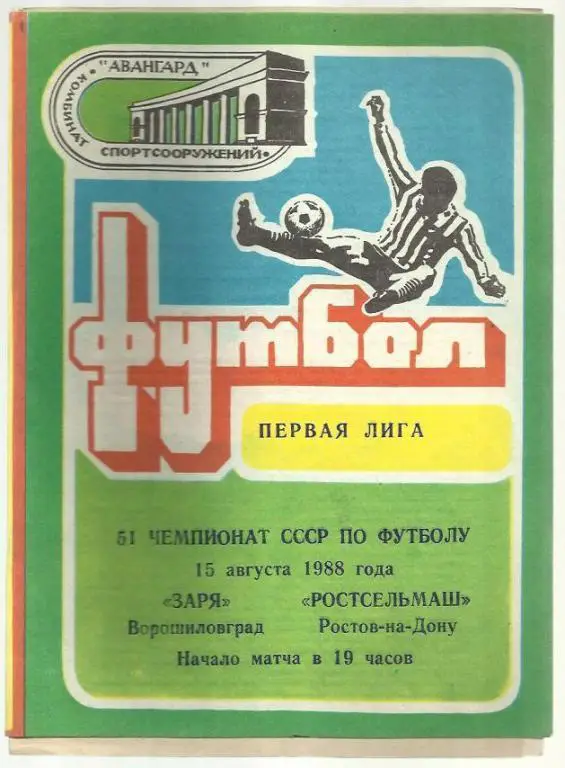 "АВАНГАРД"
КОМБИНАТ
СПОРТСООРУЖЕНИЙ
футбол
ПЕРВАЯ ЛИГА
51 ЧЕМПИОНАТ СССР ПО ФУТБОЛУ
15 августа 1988 года
«ЗАРЯ» «РОСТСЕЛЬМАШ»
Ворошиловград Ростов-на-Дону
Начало матча в 19 часов